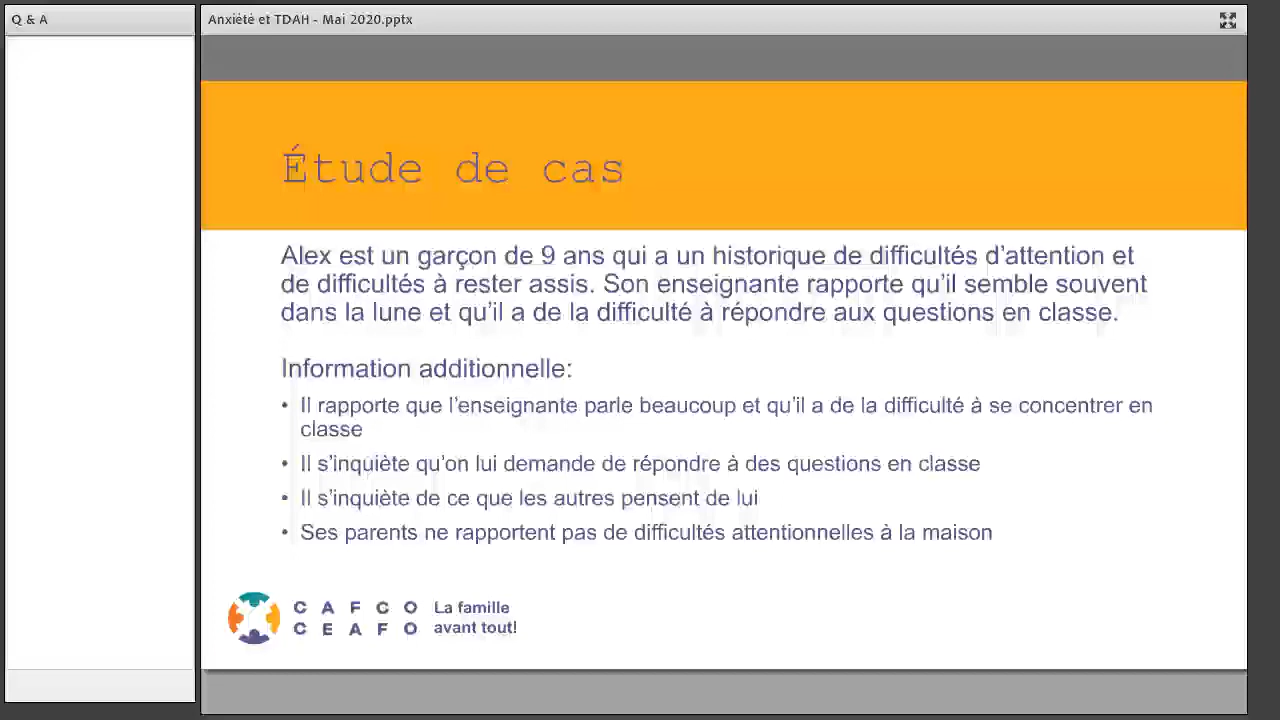 Q & A
Anxiété et TDAH - Mai 2020.pptx
Étude de cas
Alex est un garçon de 9 ans qui a un historique de difficultés d’attention et
de difficultés à rester assis. Son enseignante rapporte qu’il semble souvent
dans la lune et qu’il a de la difficulté à répondre aux questions en classe.
Information additionnelle:
• Il rapporte que l’enseignante parle beaucoup et qu’il a de la difficulté à se concentrer en
classe
• Il s’inquiète qu’on lui demande de répondre à des questions en classe
• Il s’inquiète de ce que les autres pensent de lui
• Ses parents ne rapportent pas de difficultés attentionnelles à la maison
CAFCO La famille
CEAFO avant tout!